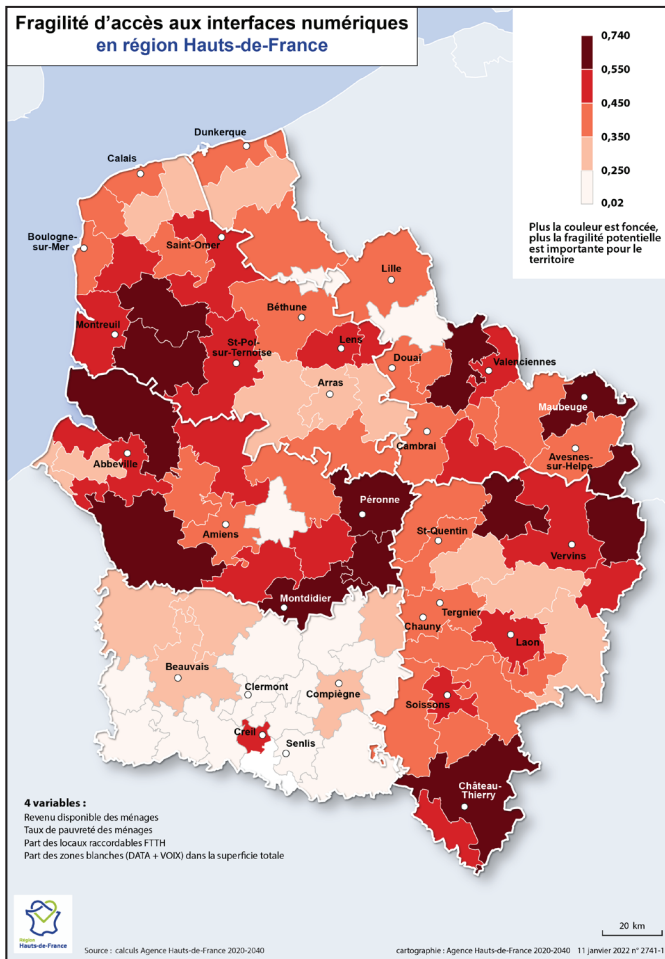 Fragilité d'accès aux interfaces numériques
en région Hauts-de-France
0,740
0,550
0,450
0,350
0,250
0,02
Plus la couleur est foncée,
plus la fragilité potentielle
est importante pour le
territoire
Dunkerque
Calais
Boulogne-
sur-Mer
Saint-Omer
Lille
Béthune
Montreuil
St-Pol-
sur-Ternoise
Lens
Douai
Valenciennes
Arras
Maubeuge
Cambrai
Avesnes-
sur-Helpe
Abbeville
Péronne
Amiens
St-Quentin
Vervins
Montdidier
Tergnier
Chauny
Laon
Beauvais
Clermont
Compiègne
Soissons
Creil
Senlis
Château-
Thierry
4 variables :
Revenu disponible des ménages
Taux de pauvreté des ménages
Part des locaux raccordables FTTH
Part des zones blanches (DATA + VOIX) dans la superficie totale
20 km
Région
Hauts-de-France
Source : calculs Agence Hauts-de-France 2020-2040
cartographie : Agence Hauts-de-France 2020-2040 11 janvier 2022 n° 2741-1